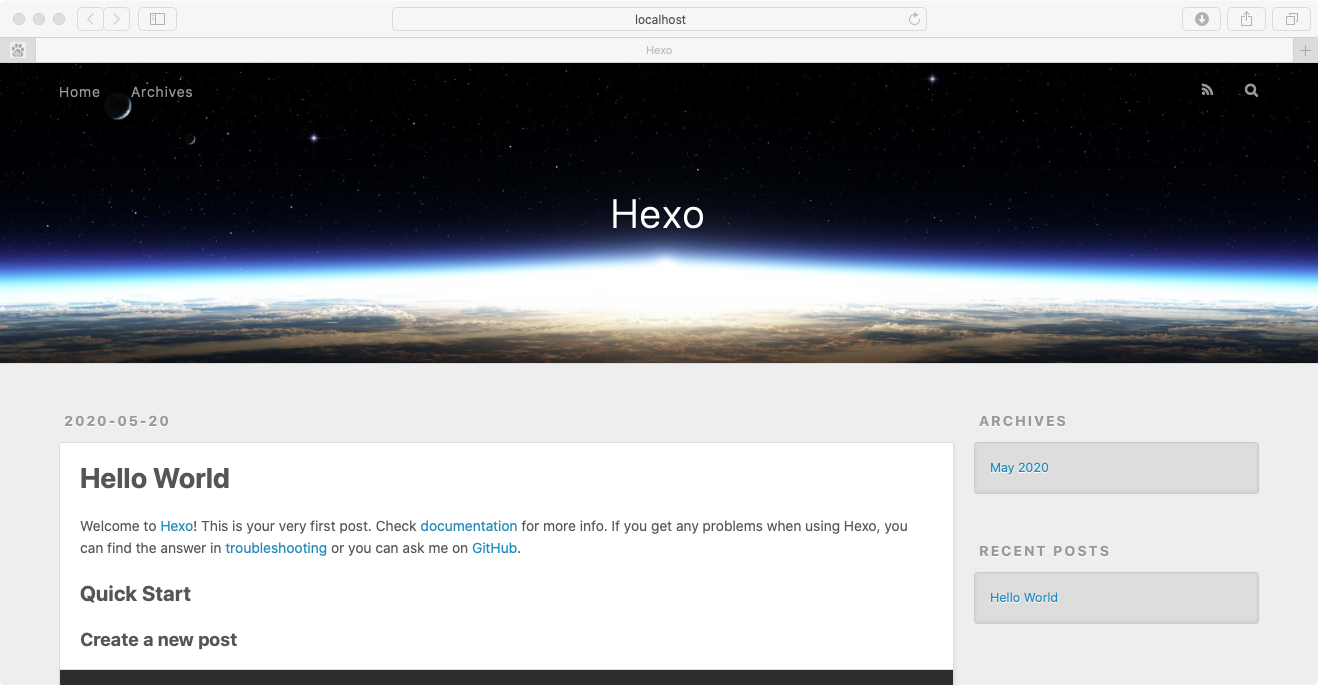 localhost
Hexo
Home Archives
Hexo
2020-05-20
Hello World
Welcome to Hexo! This is your very first post. Check documentation for more info. If you get any problems when using Hexo, you
can find the answer in troubleshooting or you can ask me on GitHub.
Quick Start
Create a new post
ARCHIVES
May 2020
RECENT POSTS
Hello World